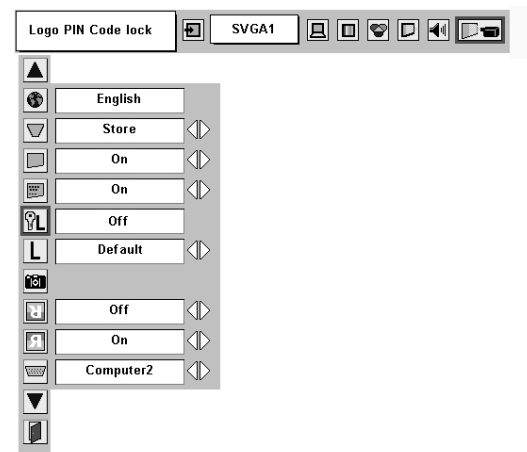 Logo PIN Code lock SVGA1
English
Store
On
On
L Off
L Default
R Off
R On
Computer2